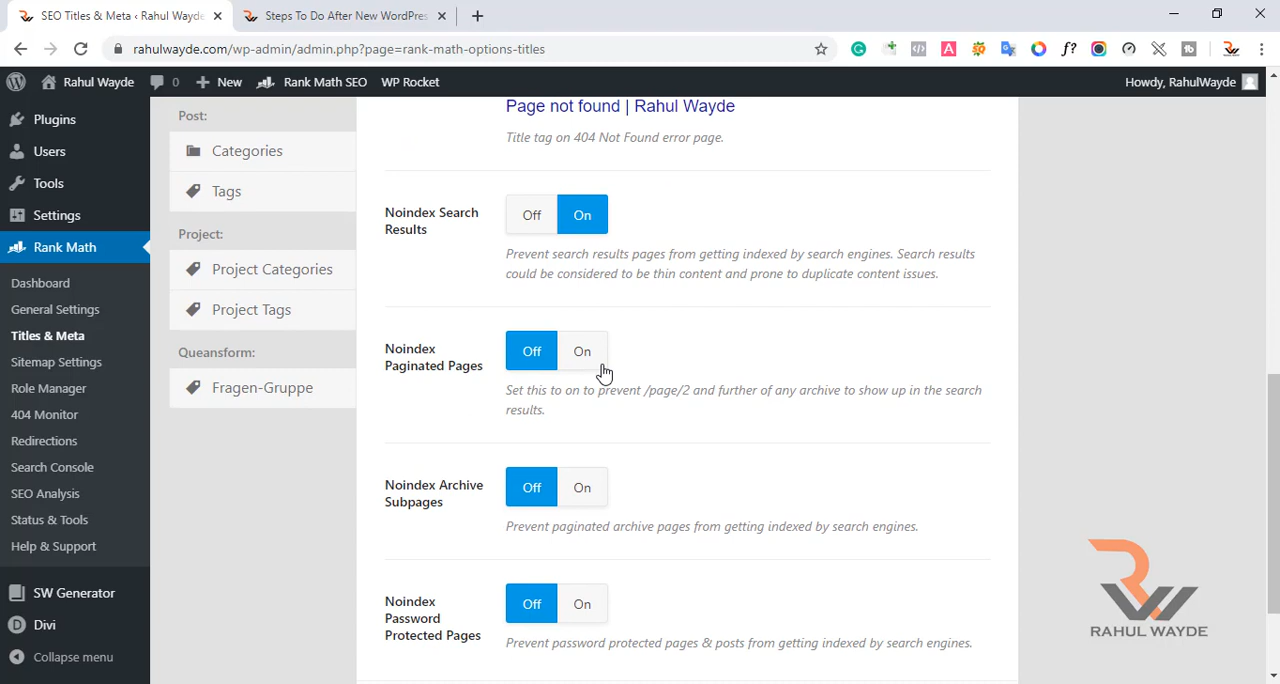 SEO Titles & Meta ‹ Rahul Wayde
Steps To Do After New WordPres
rahulwayde.com/wp-admin/admin.php?page=rank-math-options-titles
Rahul Wayde
0
New
Rank Math SEO
WP Rocket
Howdy, RahulWayde
Plugins
Users
Tools
Settings
Rank Math
Dashboard
General Settings
Titles & Meta
Sitemap Settings
Role Manager
404 Monitor
Redirections
Search Console
SEO Analysis
Status & Tools
Help & Support
SW Generator
Divi
Collapse menu
Post:
Categories
Tags
Project:
Project Categories
Project Tags
Queansform:
Fragen-Gruppe
Page not found | Rahul Wayde
Title tag on 404 Not Found error page.
Noindex Search
Results
Off On
Prevent search results pages from getting indexed by search engines. Search results
could be considered to be thin content and prone to duplicate content issues.
Noindex
Paginated Pages
Off On
Set this to on to prevent /page/2 and further of any archive to show up in the search
results.
Noindex Archive
Subpages
Off On
Prevent paginated archive pages from getting indexed by search engines.
Noindex
Password
Protected Pages
Off On
Prevent password protected pages & posts from getting indexed by search engines.
RAHUL WAYDE